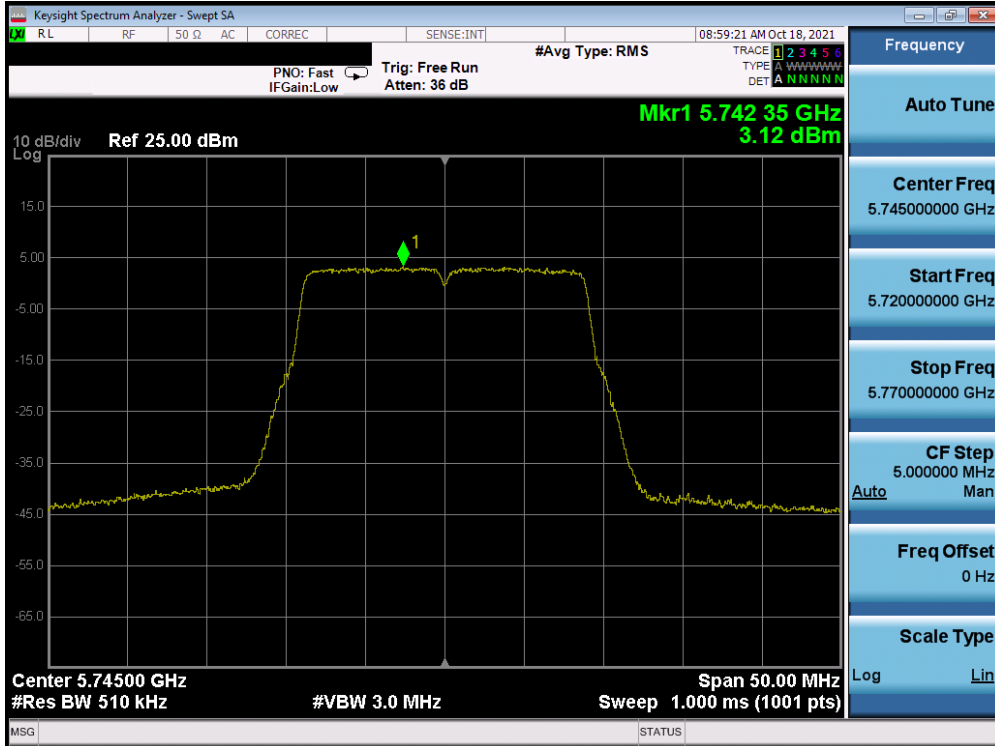 Keysight Spectrum Analyzer - Swept SA
LXI RL RF 50 Ω AC CORREC SENSE:INT 08:59:21 AM Oct 18, 2021
#Avg Type: RMS
TRACE 1 2 3 4 5 6
PNO: Fast Trig: Free Run
TYPE A WWWWW
IFGain:Low Atten: 36 dB
DET A N N N N N
Mkr1 5.742 35 GHz
3.12 dBm
10 dB/div Ref 25.00 dBm
Log
15.0
1
5.00
-5.00
-15.0
-25.0
-35.0
-45.0
-55.0
-65.0
Center 5.74500 GHz Span 50.00 MHz
#Res BW 510 kHz #VBW 3.0 MHz Sweep 1.000 ms (1001 pts)
MSG STATUS
Frequency
Auto Tune
Center Freq
5.745000000 GHz
Start Freq
5.720000000 GHz
Stop Freq
5.770000000 GHz
CF Step
5.000000 MHz
Auto Man
Freq Offset
0 Hz
Scale Type
Log Lin